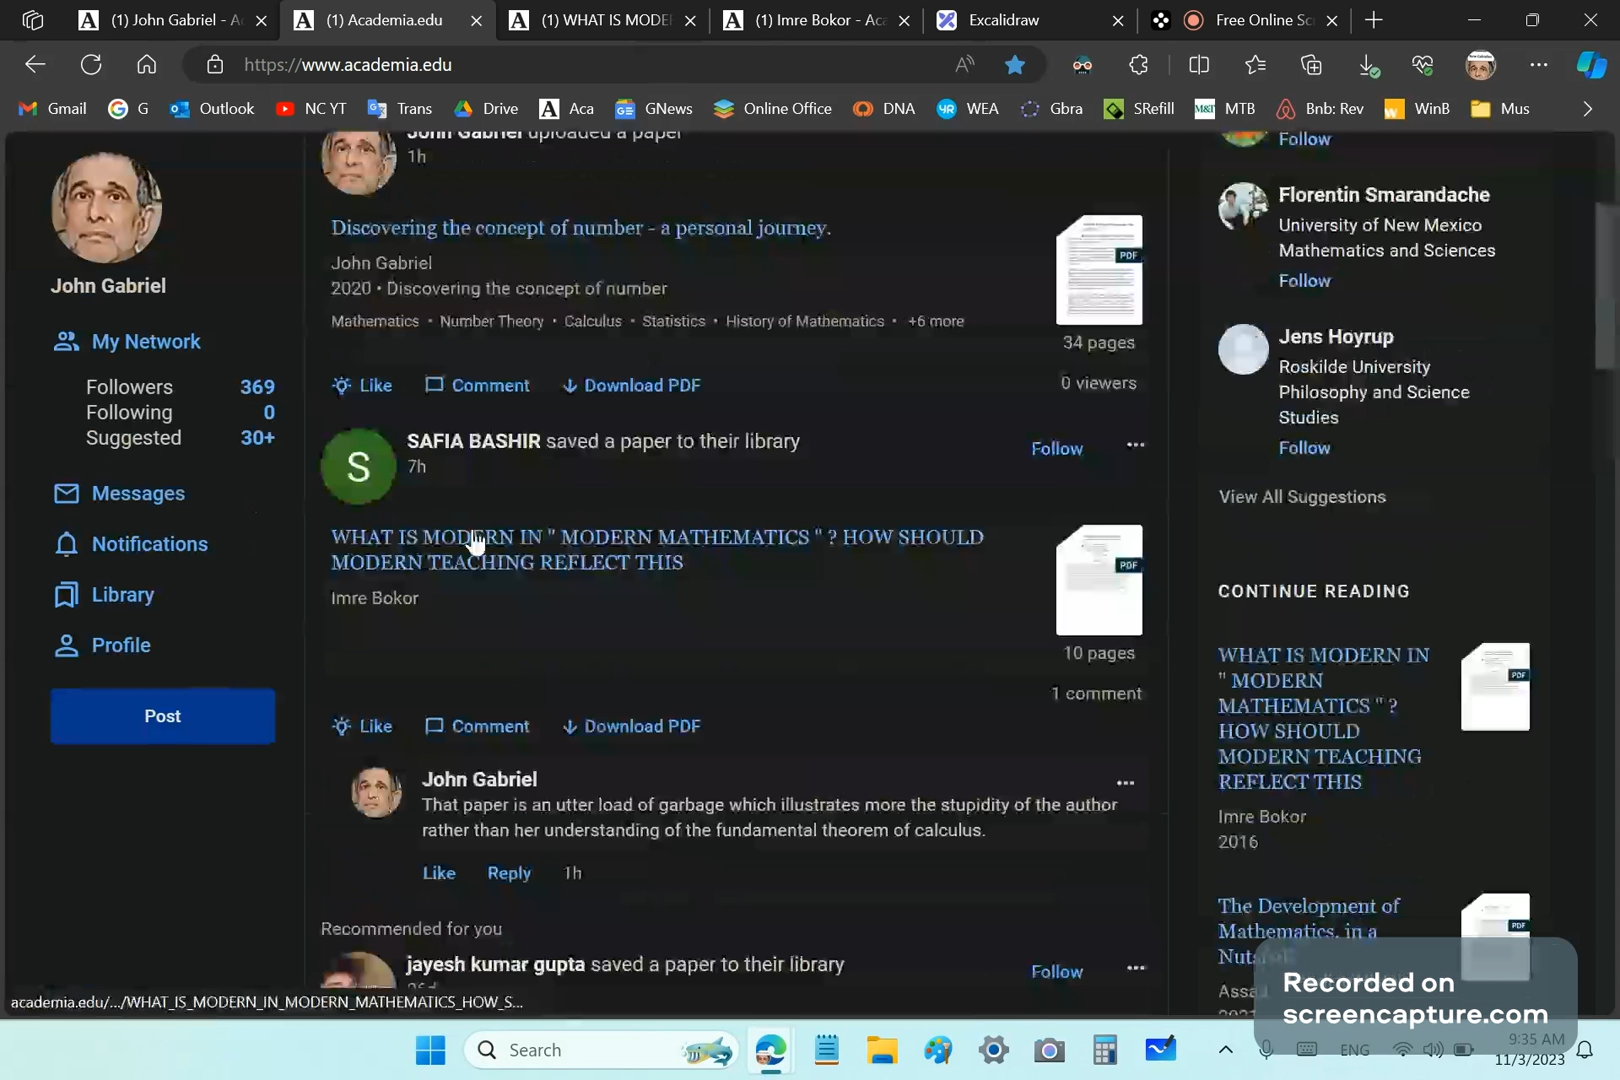 (1) John Gabriel - Ac
(1) Academia.edu
(1) WHAT IS MODE
(1) Imre Bokor - Aca
Excalidraw
Free Online Sc
https://www.academia.edu
Gmail
G
Outlook
NC YT
Trans
Drive
Aca
GNews
Online Office
DNA
WEA
Gbra
SRefill
MTB
Bnb: Rev
WinB
Mus
John Gabriel
My Network
Followers 369
Following 0
Suggested 30+
Messages
Notifications
Library
Profile
Post
John Gabriel uploaded a paper
1h
Discovering the concept of number - a personal journey.
John Gabriel
2020 • Discovering the concept of number
Mathematics • Number Theory • Calculus • Statistics • History of Mathematics • +6 more
PDF
34 pages
0 viewers
Like Comment Download PDF
S
SAFIA BASHIR saved a paper to their library
7h
Follow
WHAT IS MODERN IN " MODERN MATHEMATICS " ? HOW SHOULD
MODERN TEACHING REFLECT THIS
Imre Bokor
PDF
10 pages
1 comment
Like Comment Download PDF
John Gabriel
That paper is an utter load of garbage which illustrates more the stupidity of the author
rather than her understanding of the fundamental theorem of calculus.
Like Reply 1h
Recommended for you
jayesh kumar gupta saved a paper to their library
Follow
Follow
Florentin Smarandache
University of New Mexico
Mathematics and Sciences
Follow
Jens Hoyrup
Roskilde University
Philosophy and Science
Studies
Follow
View All Suggestions
CONTINUE READING
WHAT IS MODERN IN
" MODERN
MATHEMATICS " ?
HOW SHOULD
MODERN TEACHING
REFLECT THIS
PDF
Imre Bokor
2016
The Development of
Mathematics, in a
PDF
Recorded on
screencapture.com
academia.edu/.../WHAT_IS_MODERN_IN_MODERN_MATHEMATICS_HOW_S...
Search
ENG
9:35 AM
11/3/2023